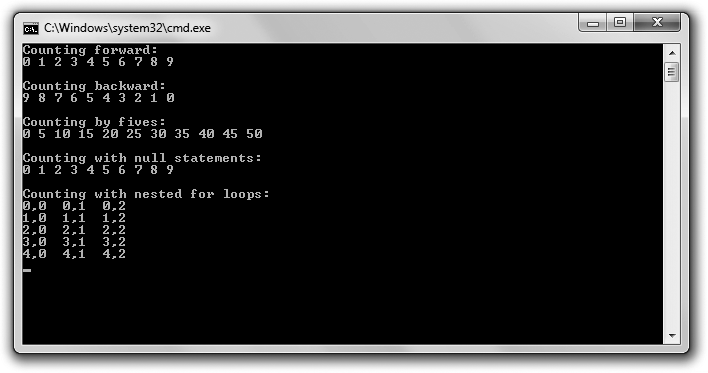 C:\Windows\system32\cmd.exe
Counting forward:
0 1 2 3 4 5 6 7 8 9
Counting backward:
9 8 7 6 5 4 3 2 1 0
Counting by fives:
0 5 10 15 20 25 30 35 40 45 50
Counting with null statements:
0 1 2 3 4 5 6 7 8 9
Counting with nested for loops:
0,0  0,1  0,2
1,0  1,1  1,2
2,0  2,1  2,2
3,0  3,1  3,2
4,0  4,1  4,2